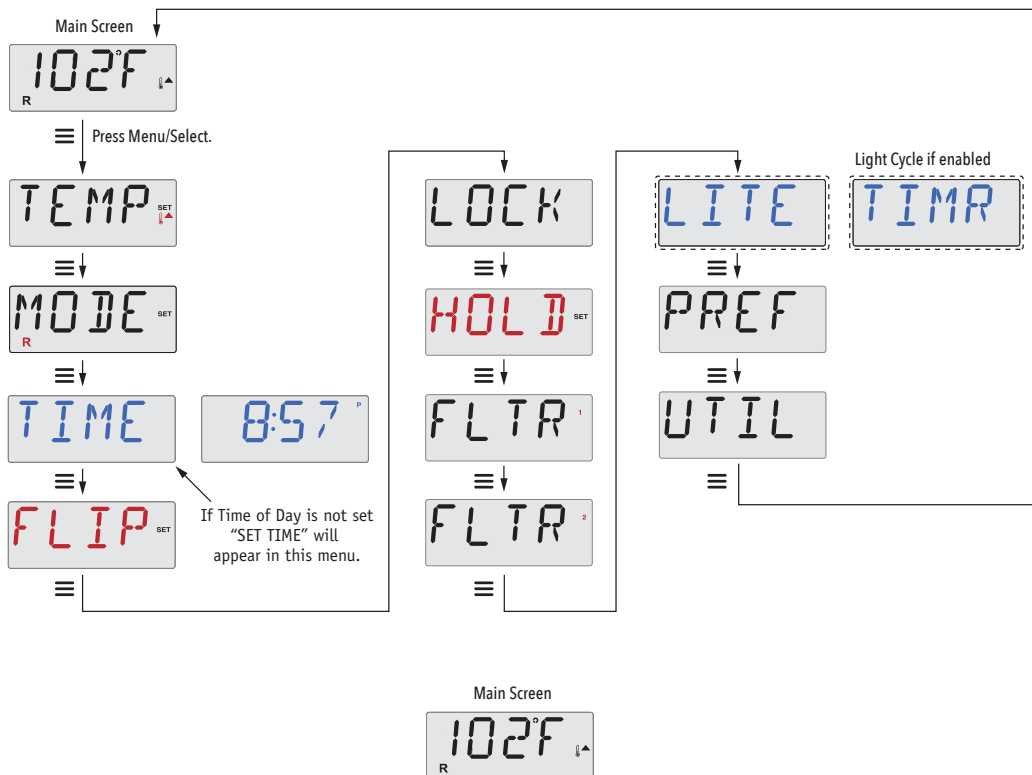 Main Screen
102°F
R
Press Menu/Select.
TEMP SET
MODE SET
R
TIME
8:57 P
If Time of Day is not set
“SET TIME” will
appear in this menu.
FLIP SET
LOCK
HOLD SET
FLTR 1
FLTR 2
LITE
Light Cycle if enabled
TIMR
PREF
UTIL
Main Screen
102°F
R